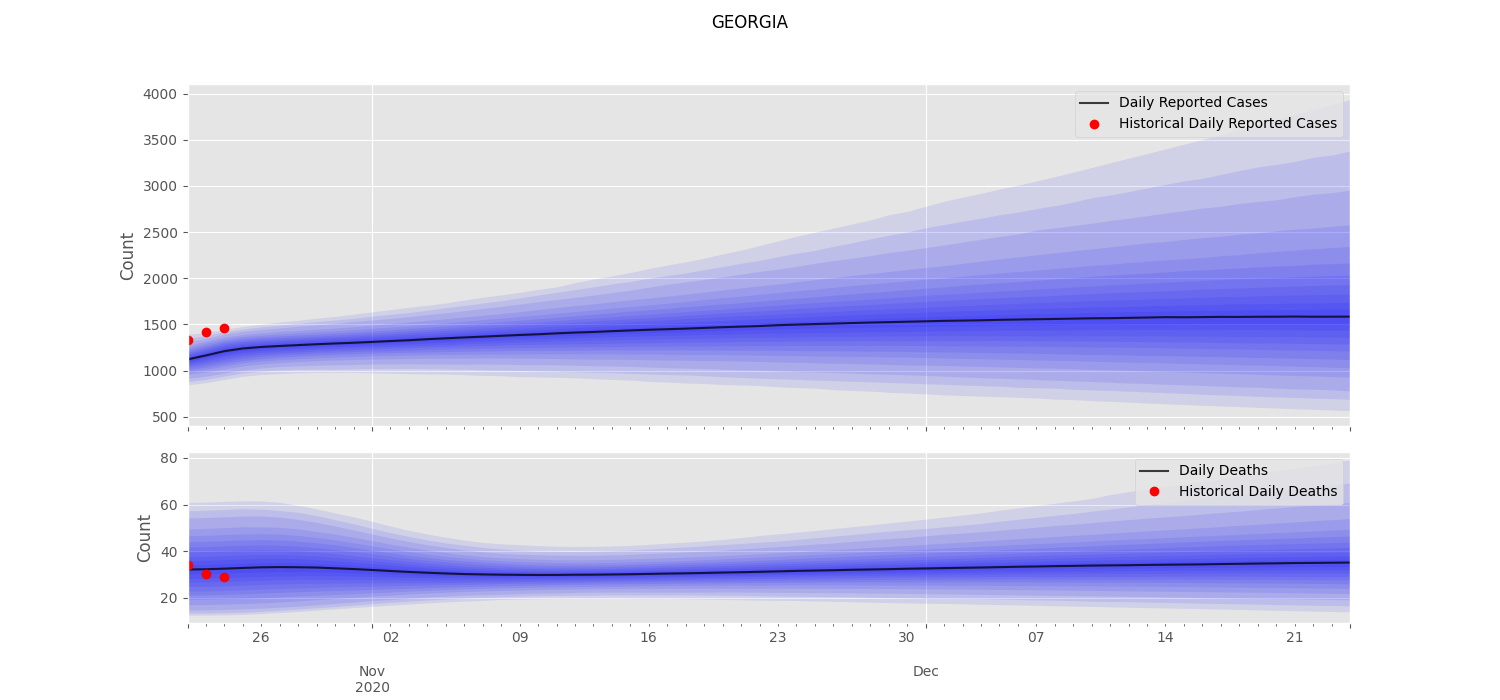 GEORGIA
Daily Reported Cases
Historical Daily Reported Cases
4000
3500
3000
2500
2000
1500
1000
500
Count
Daily Deaths
Historical Daily Deaths
80
60
40
20
Count
26 02 09 16 23 30 07 14 21
Nov Dec
2020